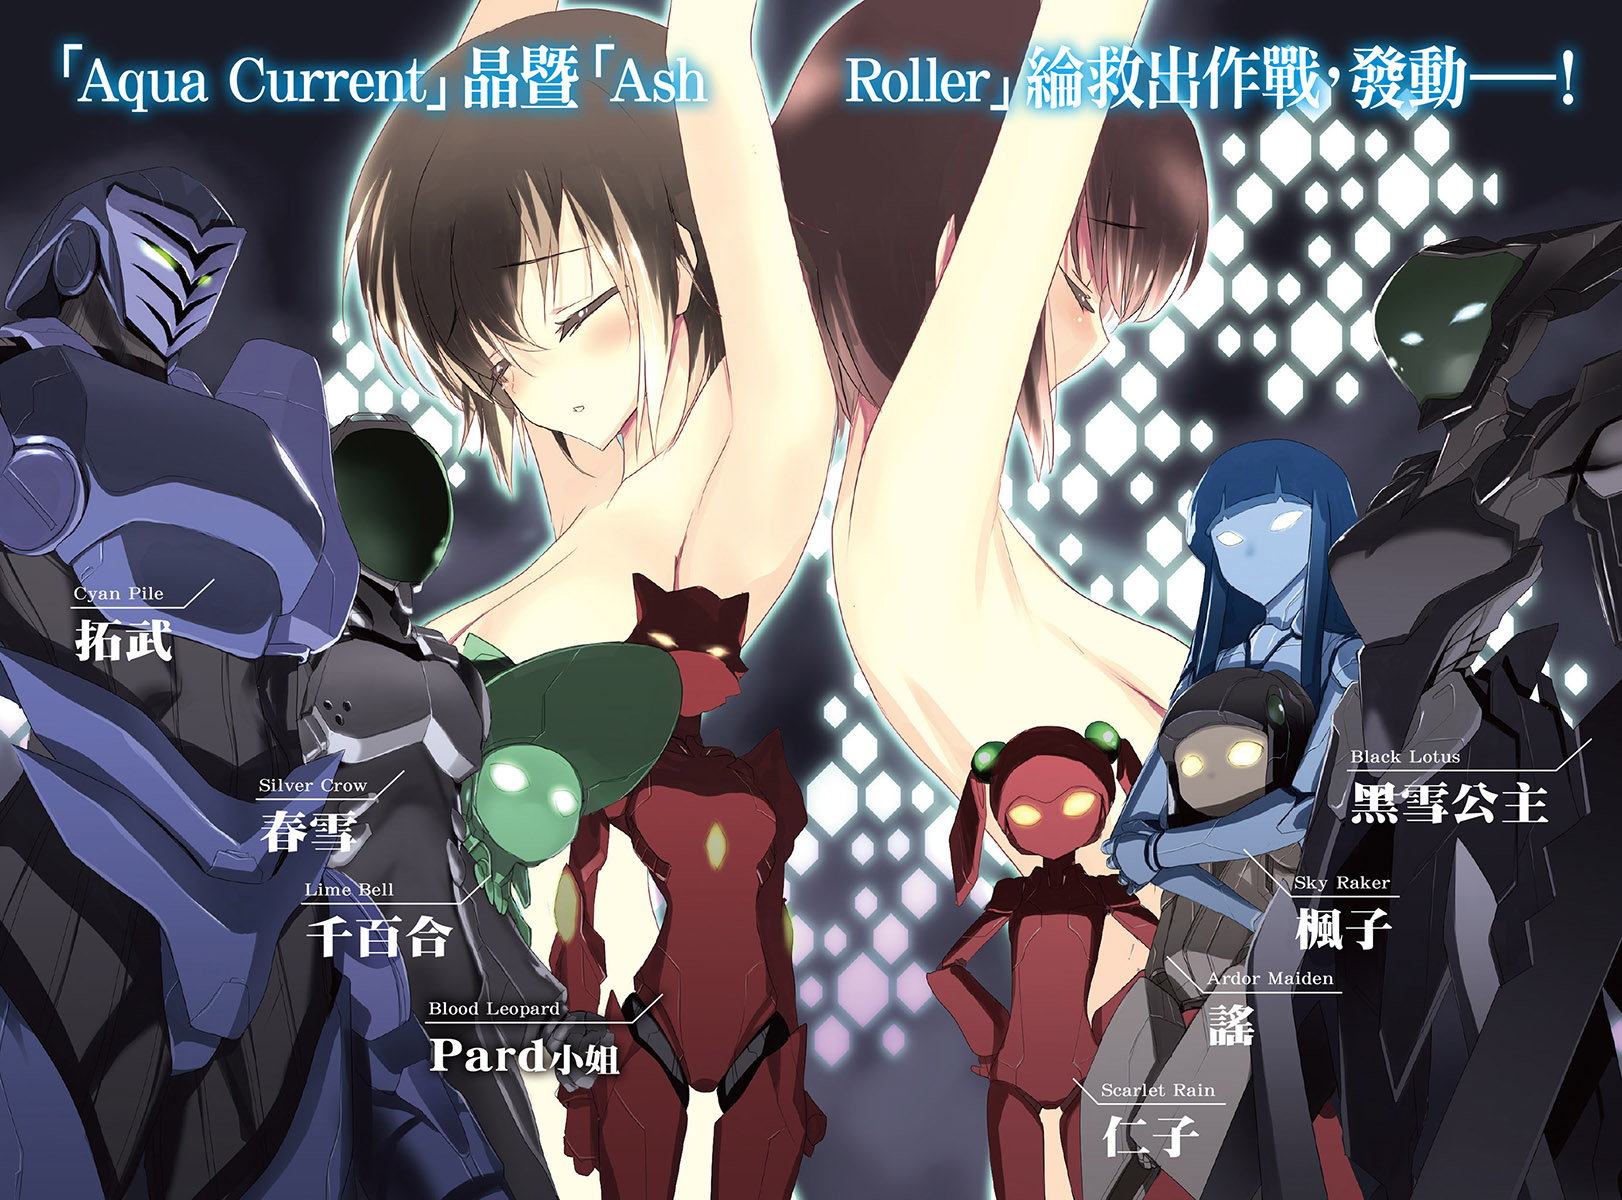 「Aqua Current」晶暨「Ash Roller」綸救出作戰，發動——！
Cyan Pile
拓武
Silver Crow
春雪
Lime Bell
千百合
Blood Leopard
Pard小姐
Black Lotus
黑雪公主
Sky Raker
楓子
Ardor Maiden
謠
Scarlet Rain
仁子